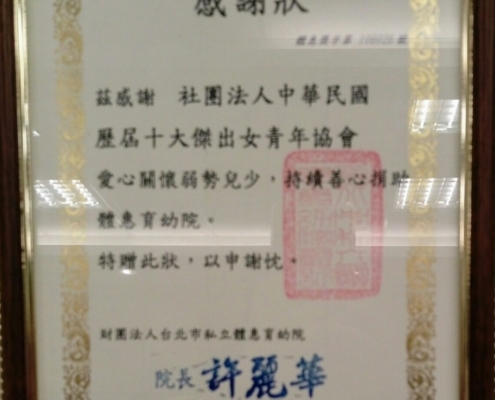 感謝狀
茲感謝 社團法人中華民國
歷屆十大傑出女青年協會
愛心關懷弱勢兒少，持續善心捐助
體惠育幼院。
特贈此狀，以申謝忱。
財團法人台北市私立體惠育幼院
院長 許麗華